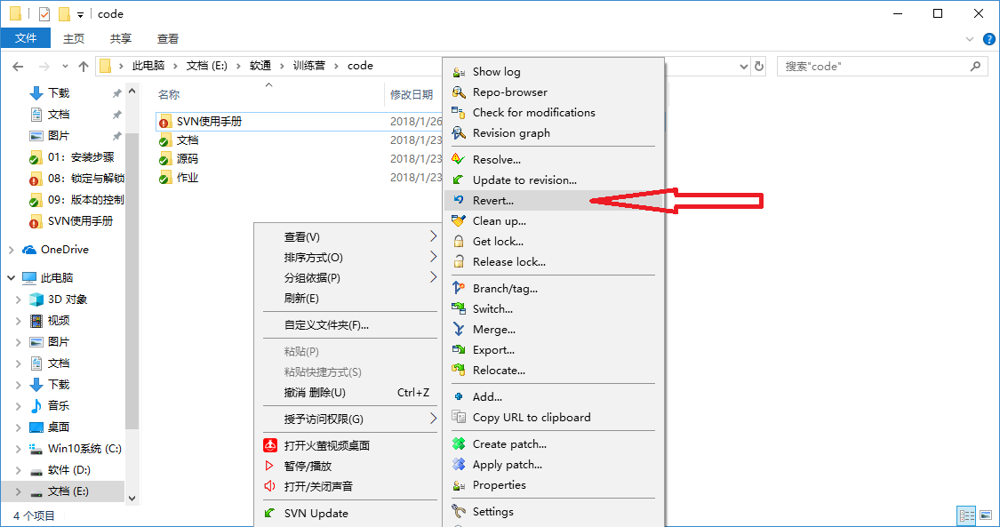 code
文件 主页 共享 查看
此电脑 文档 (E:) 软通 训练营 code
搜索"code"
下载
文档
图片
01：安装步骤
08：锁定与解锁
09：版本的控制
SVN使用手册
OneDrive
此电脑
3D 对象
视频
图片
文档
下载
音乐
桌面
Win10系统 (C:)
软件 (D:)
文档 (E:)
名称 修改日期
SVN使用手册 2018/1/26
文档 2018/1/23
源码 2018/1/23
作业 2018/1/23
查看(V)
排序方式(O)
分组依据(P)
刷新(E)
自定义文件夹(F)...
粘贴(P)
粘贴快捷方式(S)
撤消 删除(U) Ctrl+Z
授予访问权限(G)
打开火萤视频桌面
暂停/播放
打开/关闭声音
SVN Update
Show log
Repo-browser
Check for modifications
Revision graph
Resolve...
Update to revision...
Revert...
Clean up...
Get lock...
Release lock...
Branch/tag...
Switch...
Merge...
Export...
Relocate...
Add...
Copy URL to clipboard
Create patch...
Apply patch...
Properties
Settings
4 个项目